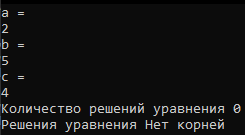 a =
2
b =
5
c =
4
Количество решений уравнения 0
Решения уравнения Нет корней